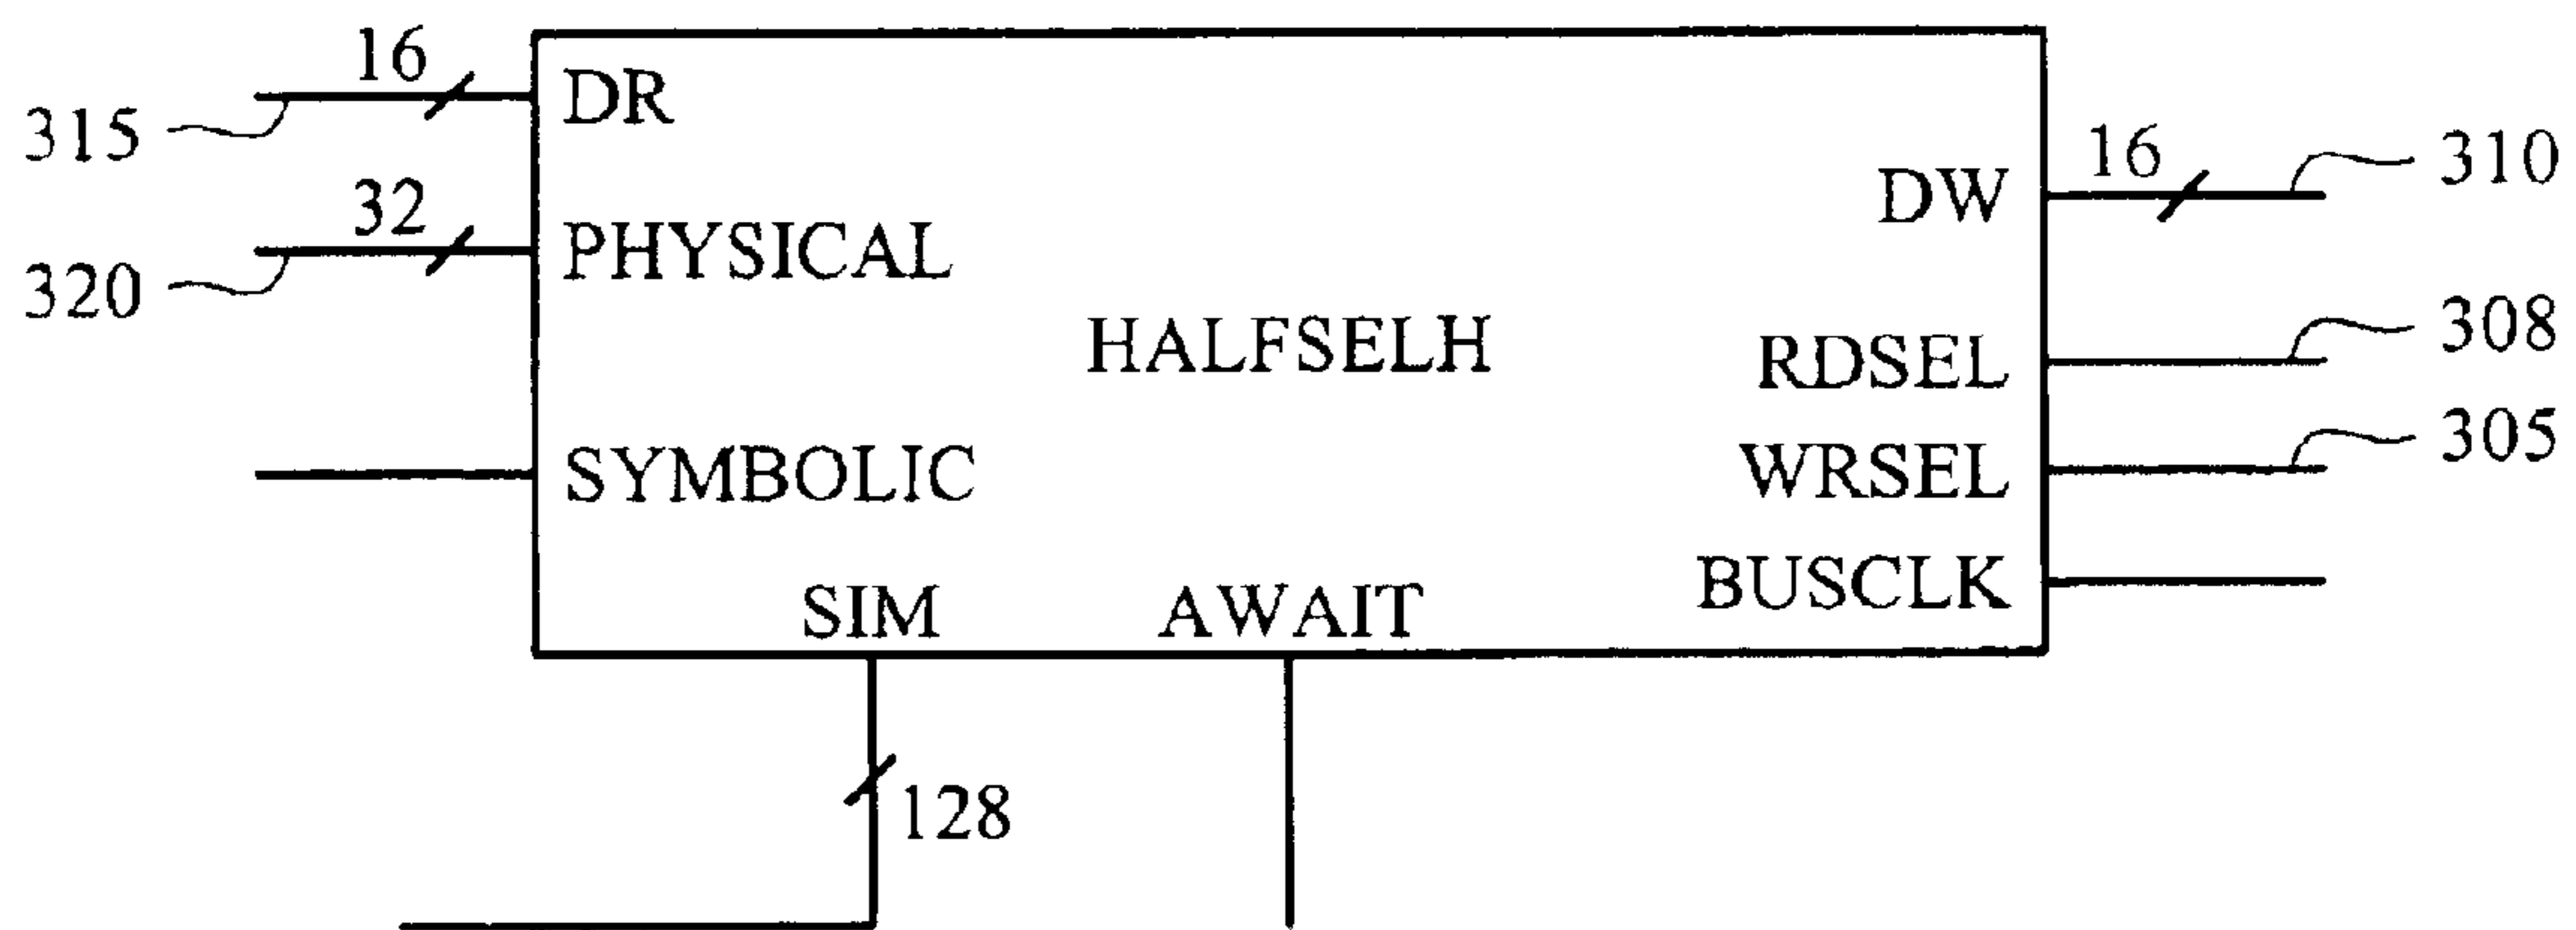 16
315
DR
32
320
PHYSICAL
SYMBOLIC
HALFSELH
SIM
128
AWAIT
DW
16
310
RDSEL
308
WRSEL
305
BUSCLK